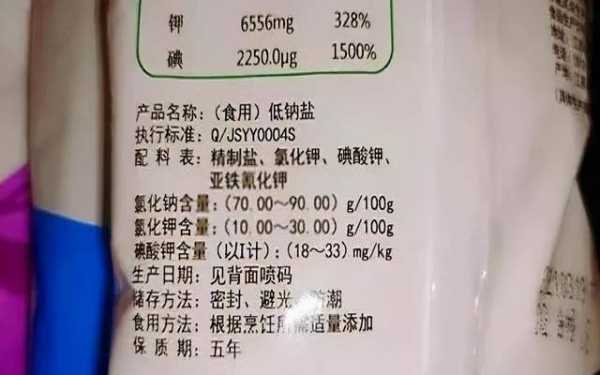 钾 6556mg 328%
碘 2250.0μg 1500%
产品名称:(食用)低钠盐
执行标准: Q/JSYY0004S
配 料 表: 精制盐、氯化钾、碘酸钾、
亚铁氰化钾
氯化钠含量:(70.00～90.00)g/100g
氯化钾含量:(10.00～30.00)g/100g
碘酸钾含量(以I计):(18～33)mg/kg
生产日期: 见背面喷码
储存方法: 密封、避光 防潮
食用方法: 根据烹饪所需适量添加
保 质 期: 五年